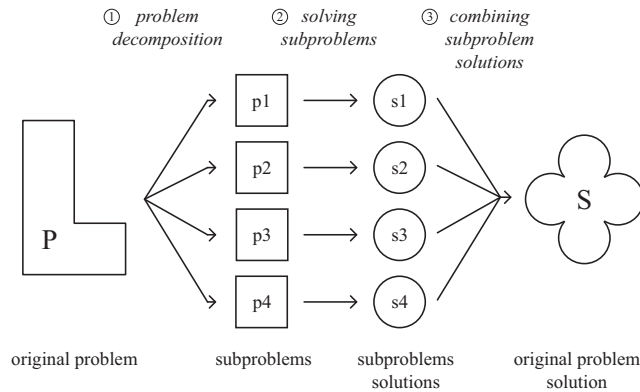 ① problem
decomposition
② solving
subproblems
③ combining
subproblem
solutions
P
p1
s1
p2
s2
p3
s3
p4
s4
S
original problem
subproblems
subproblems
solutions
original problem
solution